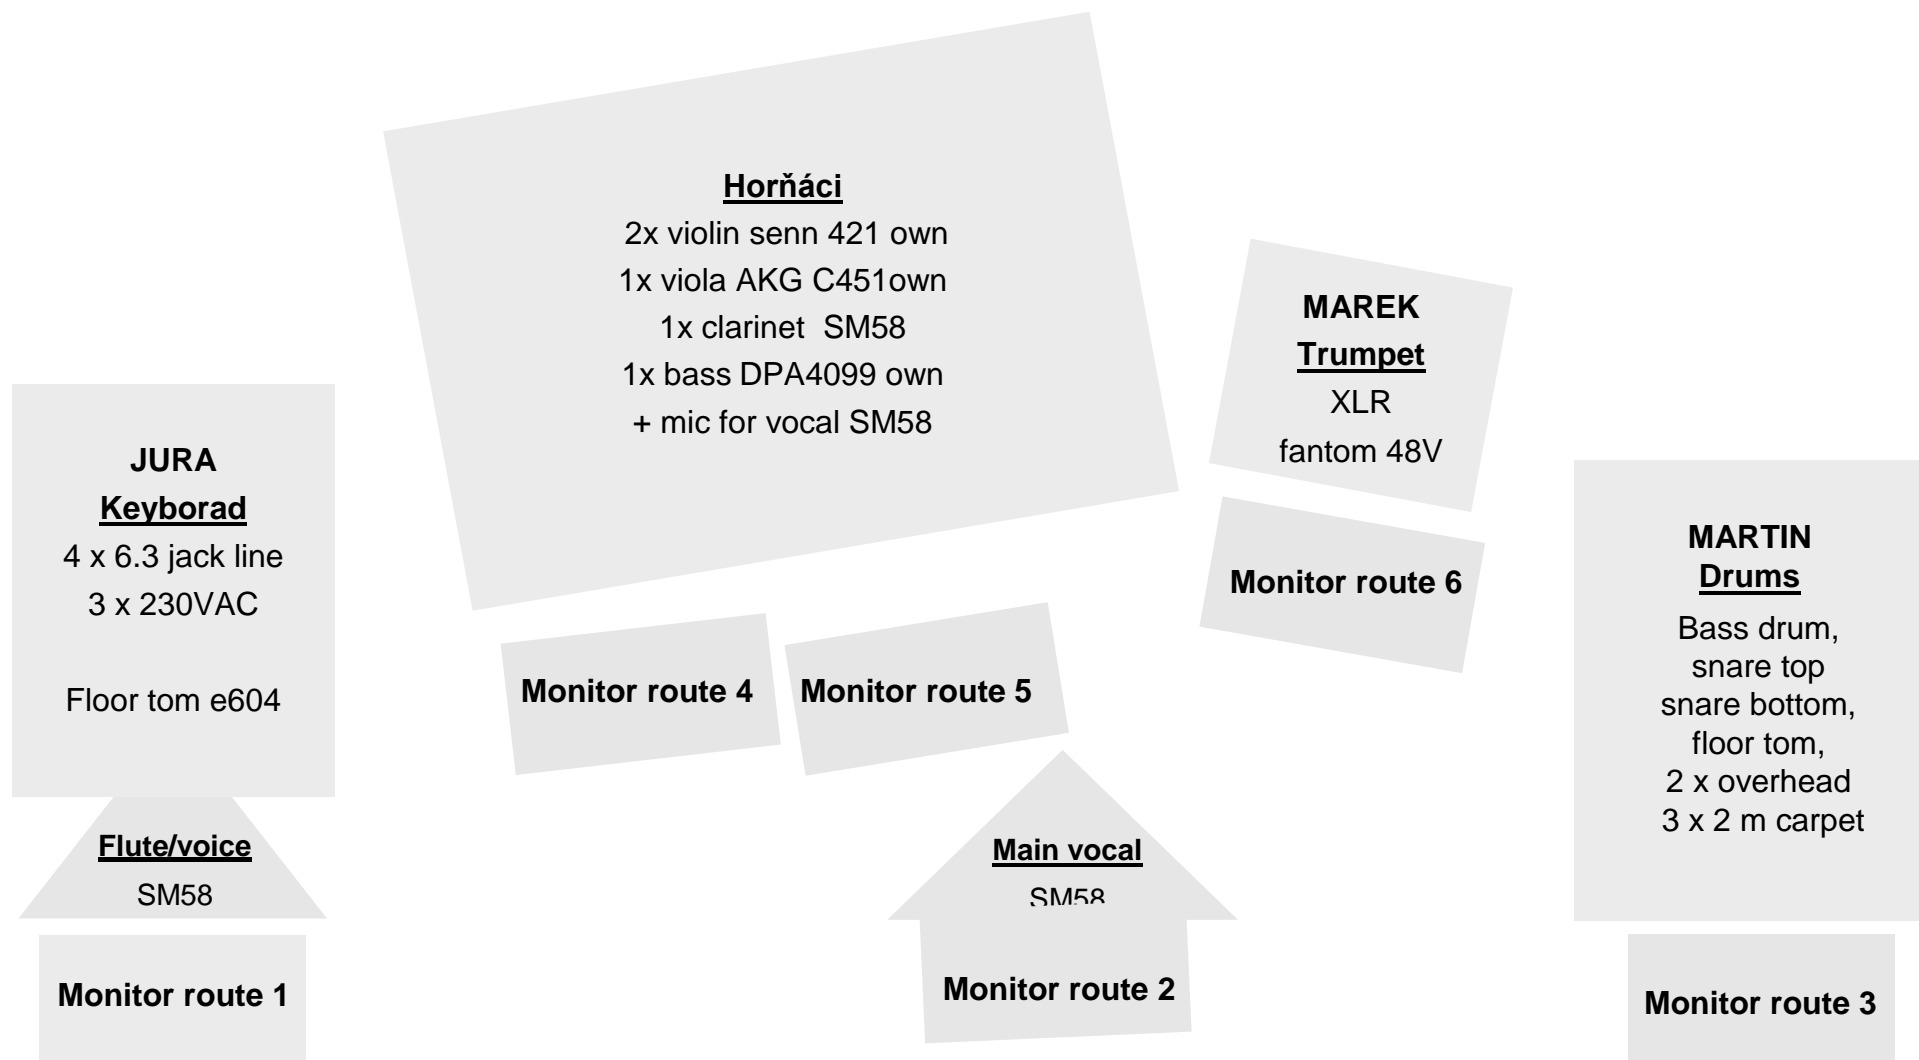 Horňáci
2x violin senn 421 own
1x viola AKG C451own
1x clarinet  SM58
1x bass DPA4099 own
+ mic for vocal SM58
MAREK
Trumpet
XLR
fantom 48V
JURA
Keyborad
4 x 6.3 jack line
3 x 230VAC
Floor tom e604
MARTIN
Drums
Bass drum,
snare top
snare bottom,
floor tom,
2 x overhead
3 x 2 m carpet
Monitor route 6
Monitor route 4
Monitor route 5
Flute/voice
SM58
Main vocal
SM58
Monitor route 1
Monitor route 2
Monitor route 3